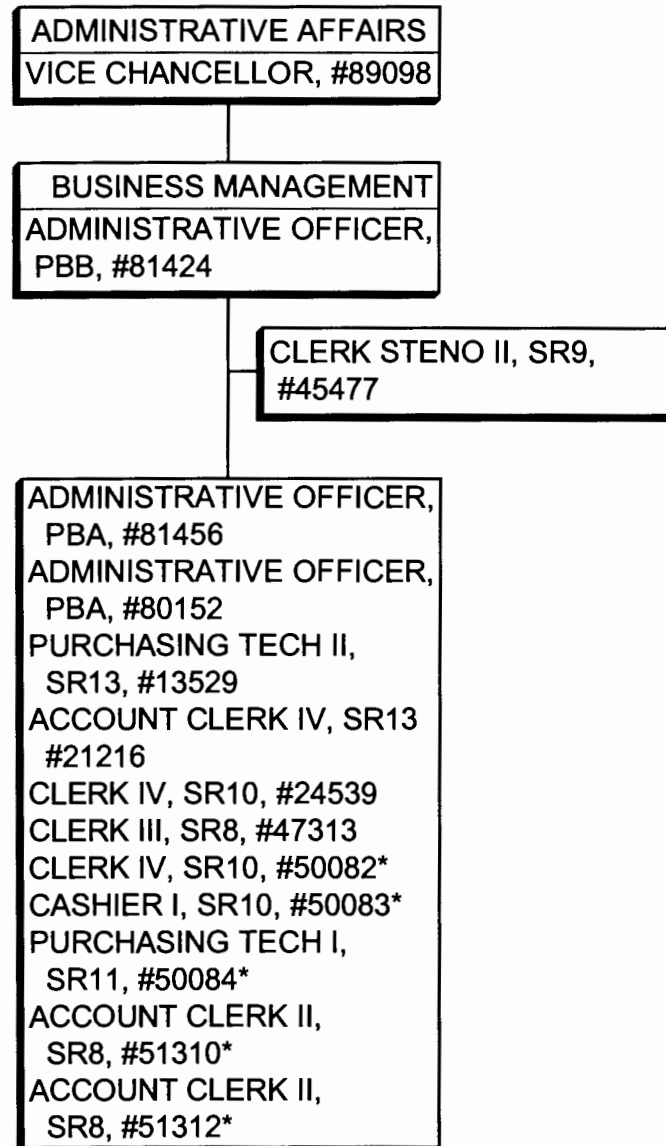 ADMINISTRATIVE AFFAIRS
VICE CHANCELLOR, #89098
BUSINESS MANAGEMENT
ADMINISTRATIVE OFFICER,
PBB, #81424
CLERK STENO II, SR9,
#45477
ADMINISTRATIVE OFFICER,
PBA, #81456
ADMINISTRATIVE OFFICER,
PBA, #80152
PURCHASING TECH II,
SR13, #13529
ACCOUNT CLERK IV, SR13
#21216
CLERK IV, SR10, #24539
CLERK III, SR8, #47313
CLERK IV, SR10, #50082*
CASHIER I, SR10, #50083*
PURCHASING TECH I,
SR11, #50084*
ACCOUNT CLERK II,
SR8, #51310*
ACCOUNT CLERK II,
SR8, #51312*